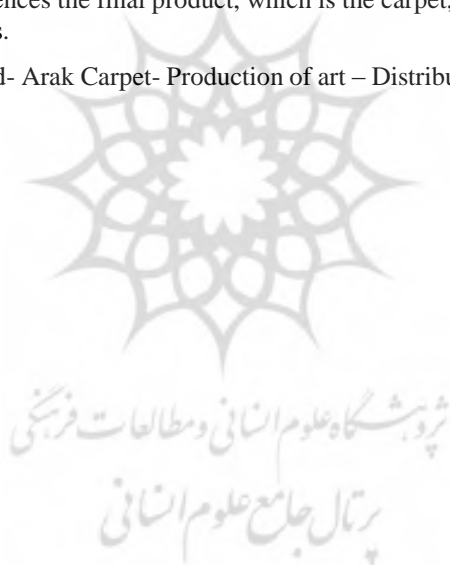 ences the final product, which is the carpet,
s.
d- Arak Carpet- Production of art – Distribu
پژوهشگاه علوم انسانی و مطالعات فرهنگی
پرتال جامع علوم انسانی